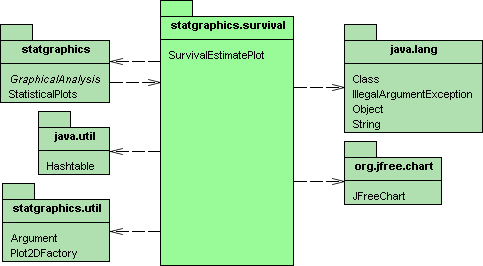 statgraphics.survival
SurvivalEstimatePlot
statgraphics
GraphicalAnalysis
StatisticalPlots
java.util
Hashtable
statgraphics.util
Argument
Plot2DFactory
java.lang
Class
IllegalArgumentException
Object
String
org.jfree.chart
JFreeChart